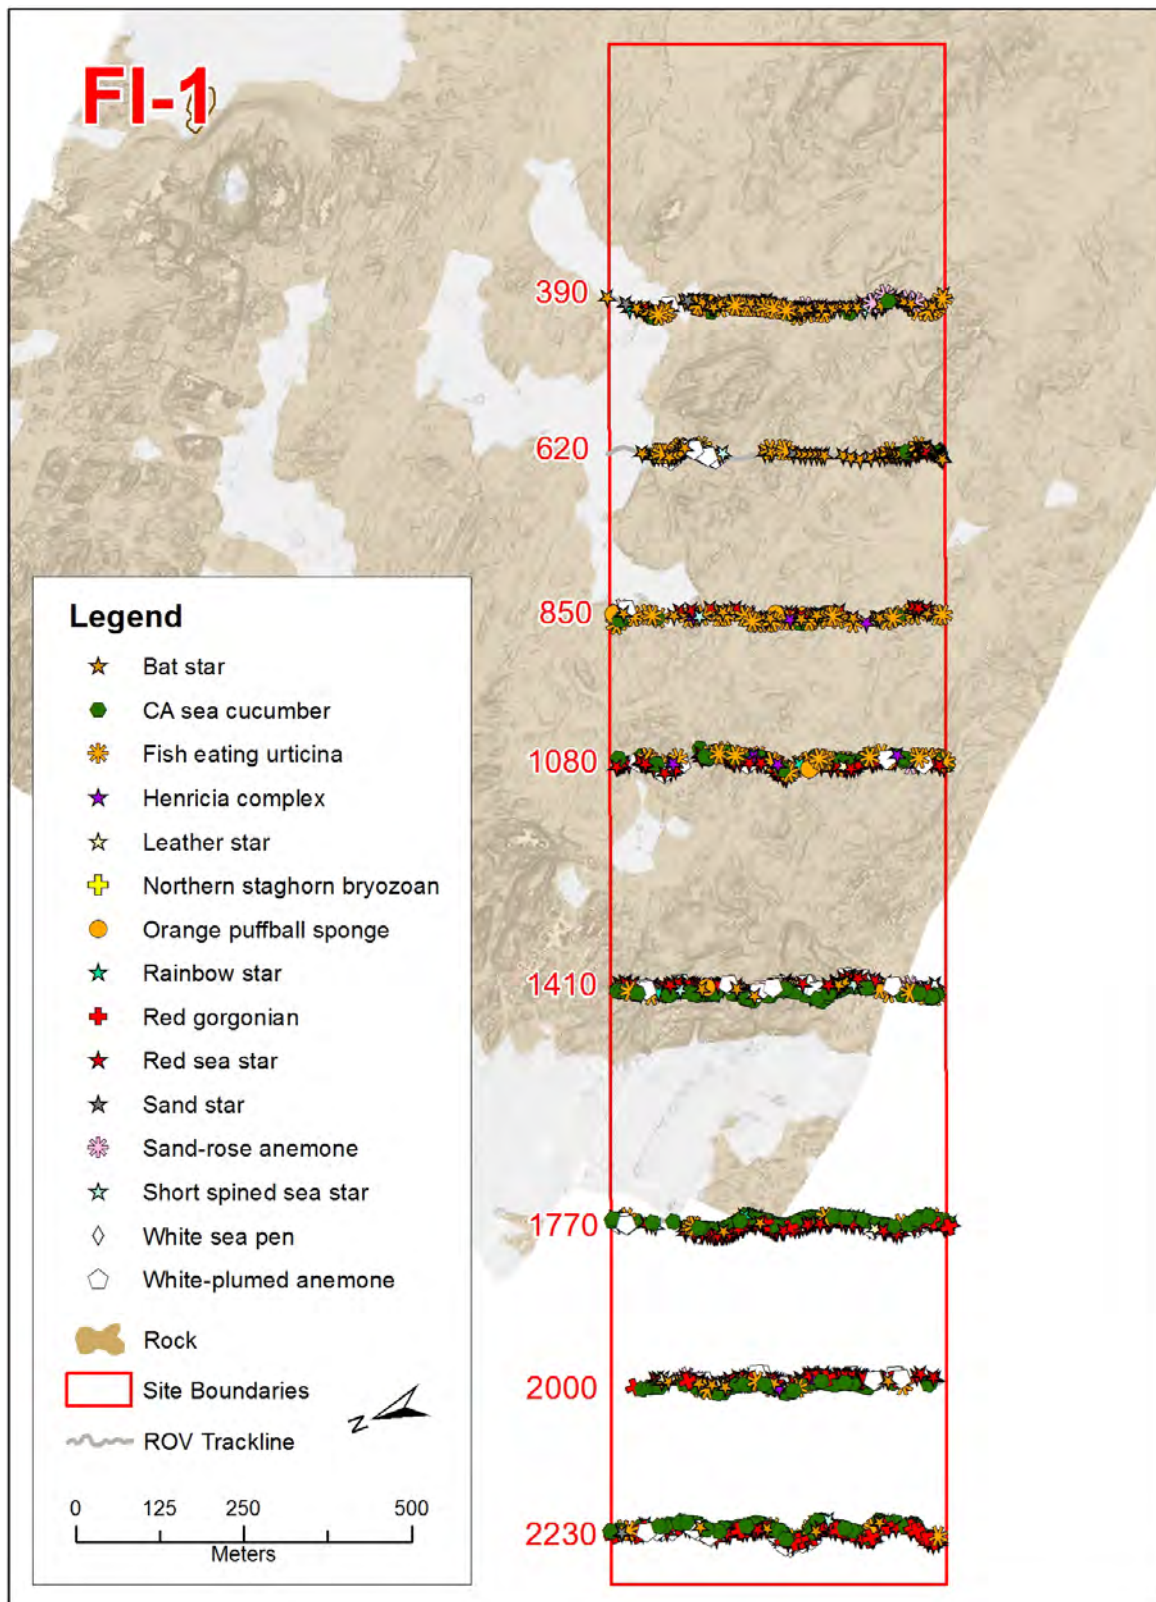 FI-1
390
620
850
1080
1410
1770
2000
2230
Legend
Bat star
CA sea cucumber
Fish eating urticina
Henricia complex
Leather star
Northern staghorn bryozoan
Orange puffball sponge
Rainbow star
Red gorgonian
Red sea star
Sand star
Sand-rose anemone
Short spined sea star
White sea pen
White-plumed anemone
Rock
Site Boundaries
ROV Trackline
N
0 125 250 500
Meters